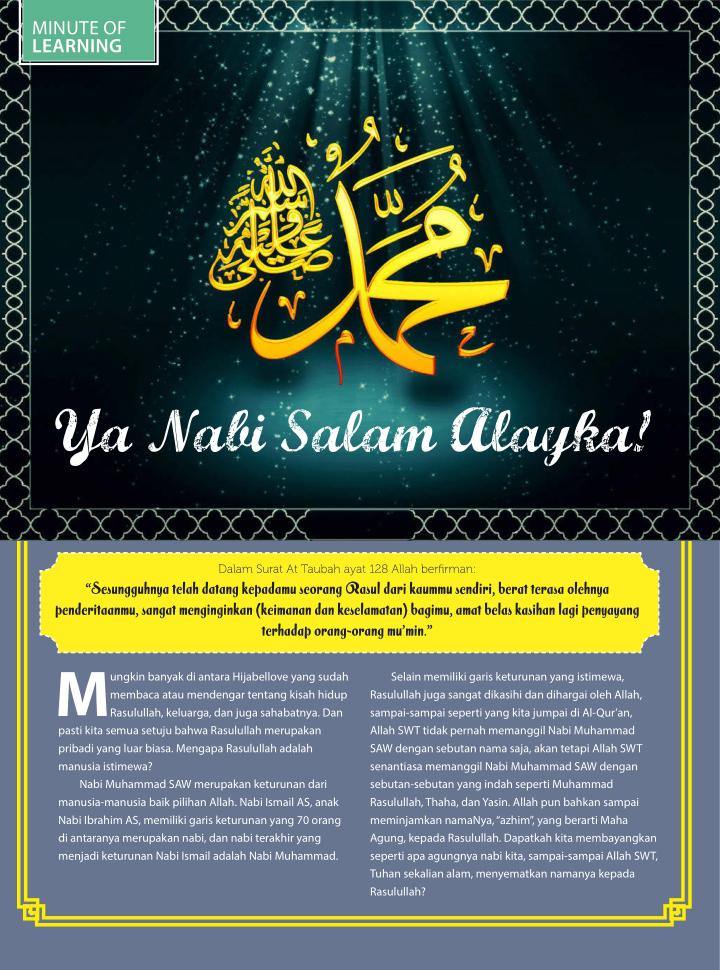 MINUTE OF
LEARNING
محمد
صلى الله عليه وسلم
Ya Nabi Salam Alayka!
Dalam Surat At Taubah ayat 128 Allah berfirman:
“Sesungguhnya telah datang kepadamu seorang Rasul dari kaummu sendiri, berat terasa olehnya
penderitaanmu, sangat menginginkan (keimanan dan keselamatan) bagimu, amat belas kasihan lagi penyayang
terhadap orang-orang mu’min.”
Mungkin banyak di antara Hijabellove yang sudah
membaca atau mendengar tentang kisah hidup
Rasulullah, keluarga, dan juga sahabatnya. Dan
pasti kita semua setuju bahwa Rasulullah merupakan
pribadi yang luar biasa. Mengapa Rasulullah adalah
manusia istimewa?
Nabi Muhammad SAW merupakan keturunan dari
manusia-manusia baik pilihan Allah. Nabi Ismail AS, anak
Nabi Ibrahim AS, memiliki garis keturunan yang 70 orang
di antaranya merupakan nabi, dan nabi terakhir yang
menjadi keturunan Nabi Ismail adalah Nabi Muhammad.
Selain memiliki garis keturunan yang istimewa,
Rasulullah juga sangat dikasihi dan dihargai oleh Allah,
sampai-sampai seperti yang kita jumpai di Al-Qur’an,
Allah SWT tidak pernah memanggil Nabi Muhammad
SAW dengan sebutan nama saja, akan tetapi Allah SWT
senantiasa memanggil Nabi Muhammad SAW dengan
sebutan-sebutan yang indah seperti Muhammad
Rasulullah, Thaha, dan Yasin. Allah pun bahkan sampai
meminjamkan namaNya, “azhim”, yang berarti Maha
Agung, kepada Rasulullah. Dapatkah kita membayangkan
seperti apa agungnya nabi kita, sampai-sampai Allah SWT,
Tuhan sekalian alam, menyematkan namanya kepada
Rasulullah?